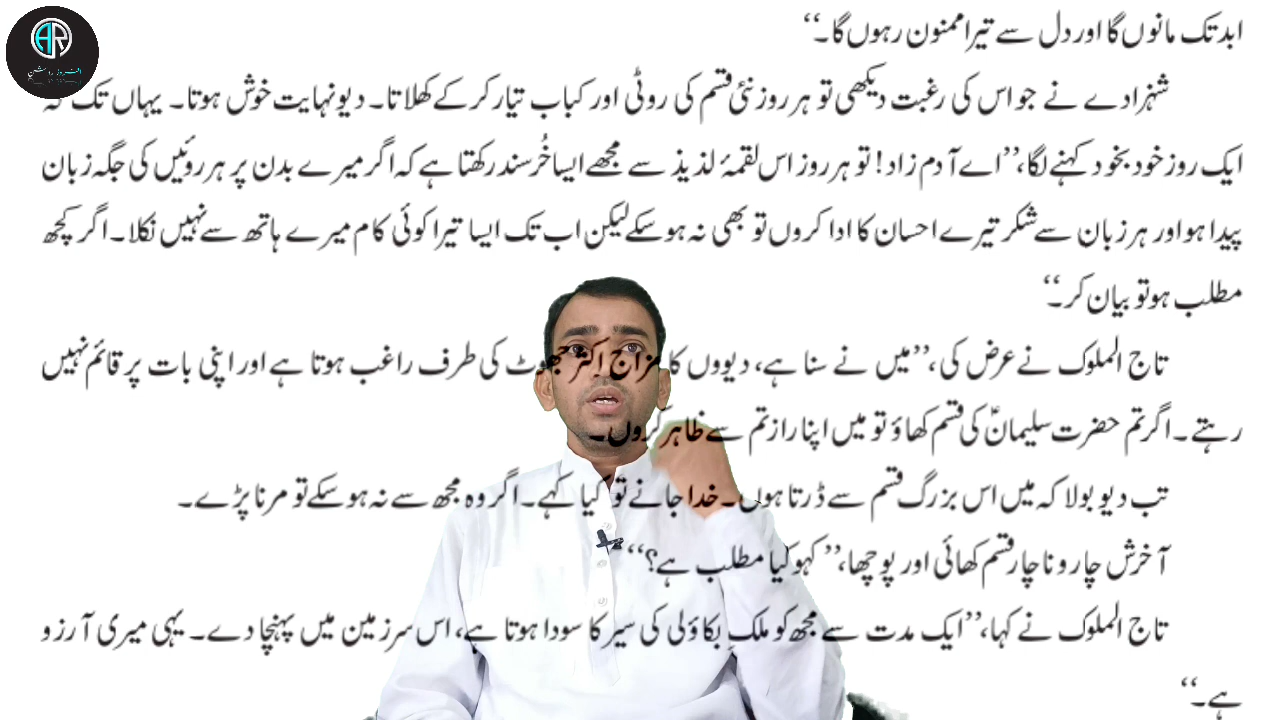 AR
افروز روشن
ابد تک مانوں گا اور دل سے تیرا ممنون رہوں گا۔“
شہزادے نے جو اس کی رغبت دیکھی تو ہر روز نئی قسم کی روٹی اور کباب تیار کر کے کھلاتا۔ دیو نہایت خوش ہوتا۔ یہاں تک کہ
ایک روز خود بخود کہنے لگا، ”اے آدم زاد! تو ہر روز اس لقمۂ لذیذ سے مجھے ایسا خُرسند رکھتا ہے کہ اگر میرے بدن پر ہر روئیں کی جگہ زبان
پیدا ہو اور ہر زبان سے شکر تیرے احسان کا ادا کروں تو بھی نہ ہو سکے لیکن اب تک ایسا تیرا کوئی کام میرے ہاتھ سے نہیں نکلا۔ اگر کچھ
مطلب ہو تو بیان کر۔“
تاج الملوک نے عرض کی، ”میں نے سنا ہے، دیووں کا مزاج اکثر جھوٹ کی طرف راغب ہوتا ہے اور اپنی بات پر قائم نہیں
رہتے۔ اگر تم حضرت سلیمانؑ کی قسم کھاؤ تو میں اپنا راز تم سے ظاہر کروں۔
تب دیو بولا کہ میں اس بزرگ قسم سے ڈرتا ہوں۔ خدا جانے تو کیا کہے۔ اگر وہ مجھ سے نہ ہو سکے تو مرنا پڑے۔
آخرش چار و ناچار قسم کھائی اور پوچھا، ”کہو کیا مطلب ہے؟“
تاج الملوک نے کہا، ”ایک مدت سے مجھ کو ملکِ بکاؤلی کی سیر کا سودا ہوتا ہے، اس سرزمین میں پہنچا دے۔ یہی میری آرزو
ہے۔“